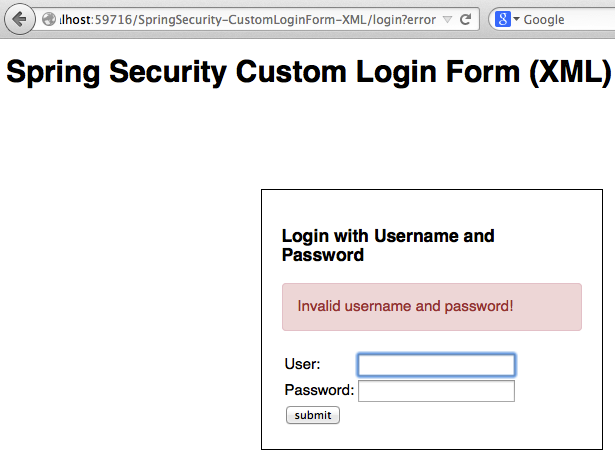 lhost:59716/SpringSecurity-CustomLoginForm-XML/login?error
Google
Spring Security Custom Login Form (XML)
Login with Username and
Password
Invalid username and password!
User:
Password:
submit